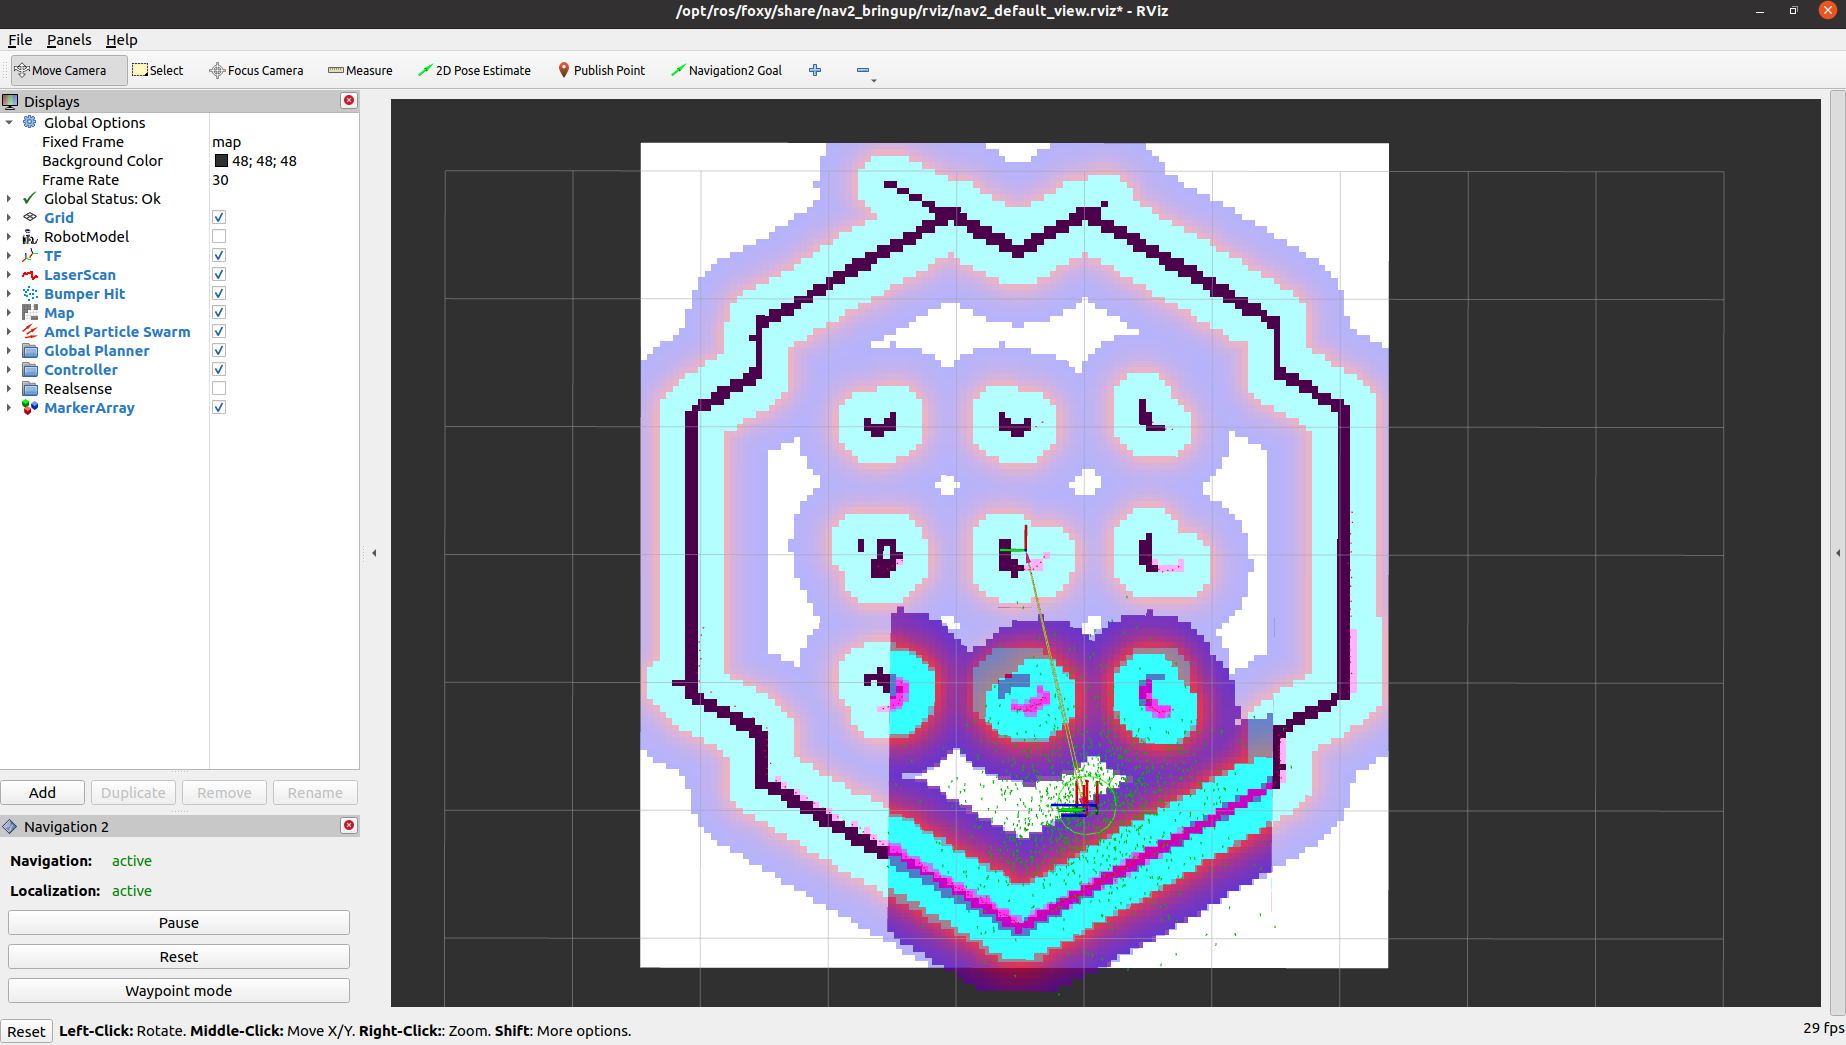 /opt/ros/foxy/share/nav2_bringup/rviz/nav2_default_view.rviz* - RViz
File Panels Help
Move Camera Select Focus Camera Measure 2D Pose Estimate Publish Point Navigation2 Goal
Displays
Global Options
Fixed Frame map
Background Color 48; 48; 48
Frame Rate 30
Global Status: Ok
Grid
RobotModel
TF
LaserScan
Bumper Hit
Map
Amcl Particle Swarm
Global Planner
Controller
Realsense
MarkerArray
Add Duplicate Remove Rename
Navigation 2
Navigation: active
Localization: active
Pause
Reset
Waypoint mode
Reset Left-Click: Rotate. Middle-Click: Move X/Y. Right-Click:: Zoom. Shift: More options. 29 fps